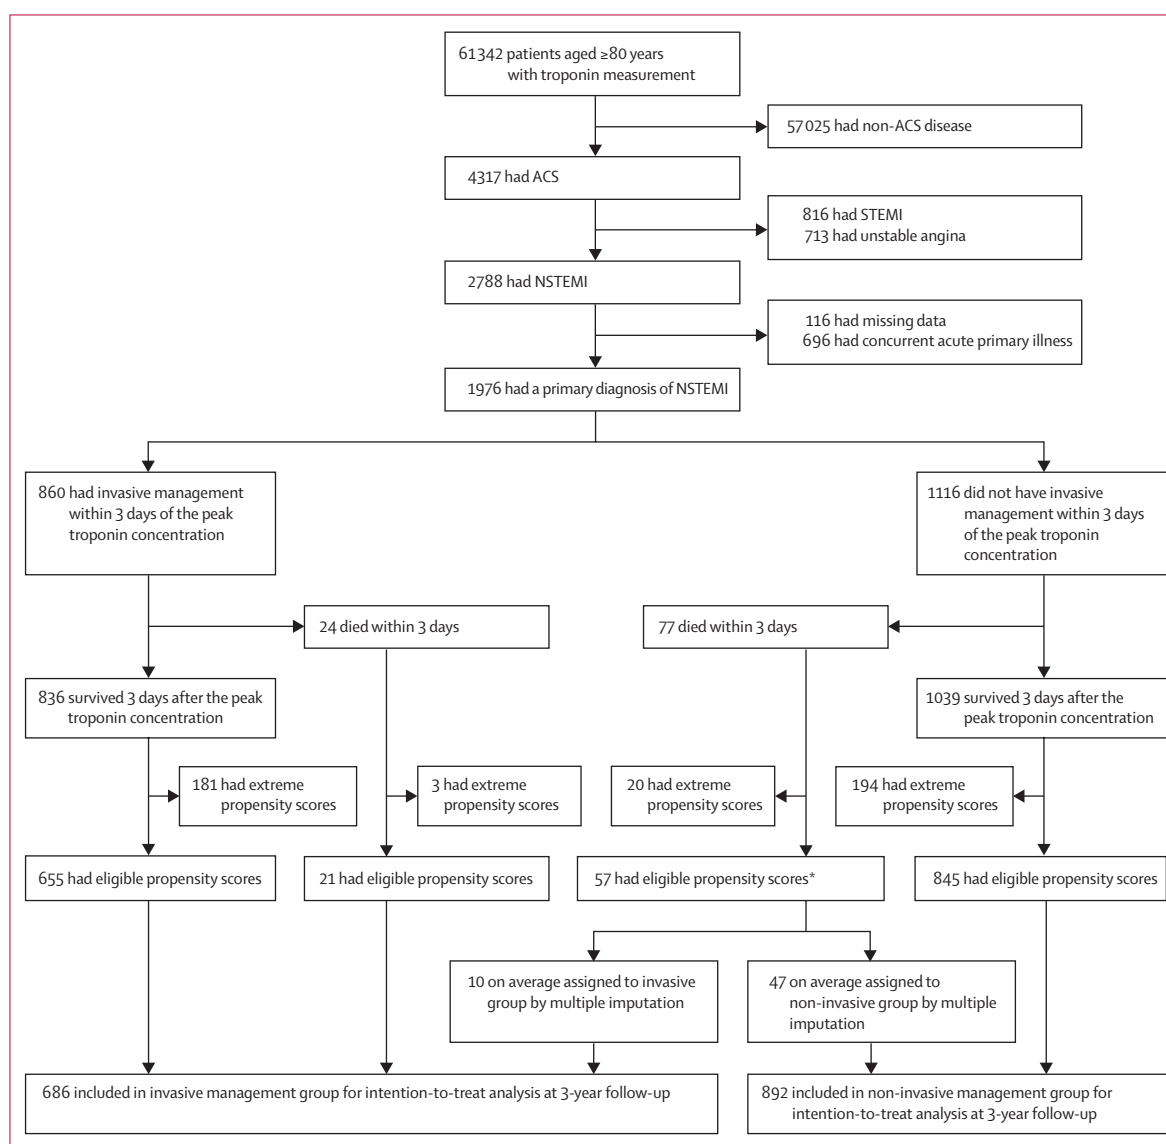 61342 patients aged ≥80 years
with troponin measurement
57025 had non-ACS disease
4317 had ACS
816 had STEMI
713 had unstable angina
2788 had NSTEMI
116 had missing data
696 had concurrent acute primary illness
1976 had a primary diagnosis of NSTEMI
860 had invasive management
within 3 days of the peak
troponin concentration
1116 did not have invasive
management within 3 days
of the peak troponin
concentration
24 died within 3 days
77 died within 3 days
836 survived 3 days after the peak
troponin concentration
1039 survived 3 days after the
peak troponin concentration
181 had extreme
propensity scores
3 had extreme
propensity scores
20 had extreme
propensity scores
194 had extreme
propensity scores
655 had eligible propensity scores
21 had eligible propensity scores
57 had eligible propensity scores*
845 had eligible propensity scores
10 on average assigned to invasive
group by multiple imputation
47 on average assigned to
non-invasive group by multiple
imputation
686 included in invasive management group for intention-to-treat analysis at 3-year follow-up
892 included in non-invasive management group for
intention-to-treat analysis at 3-year follow-up